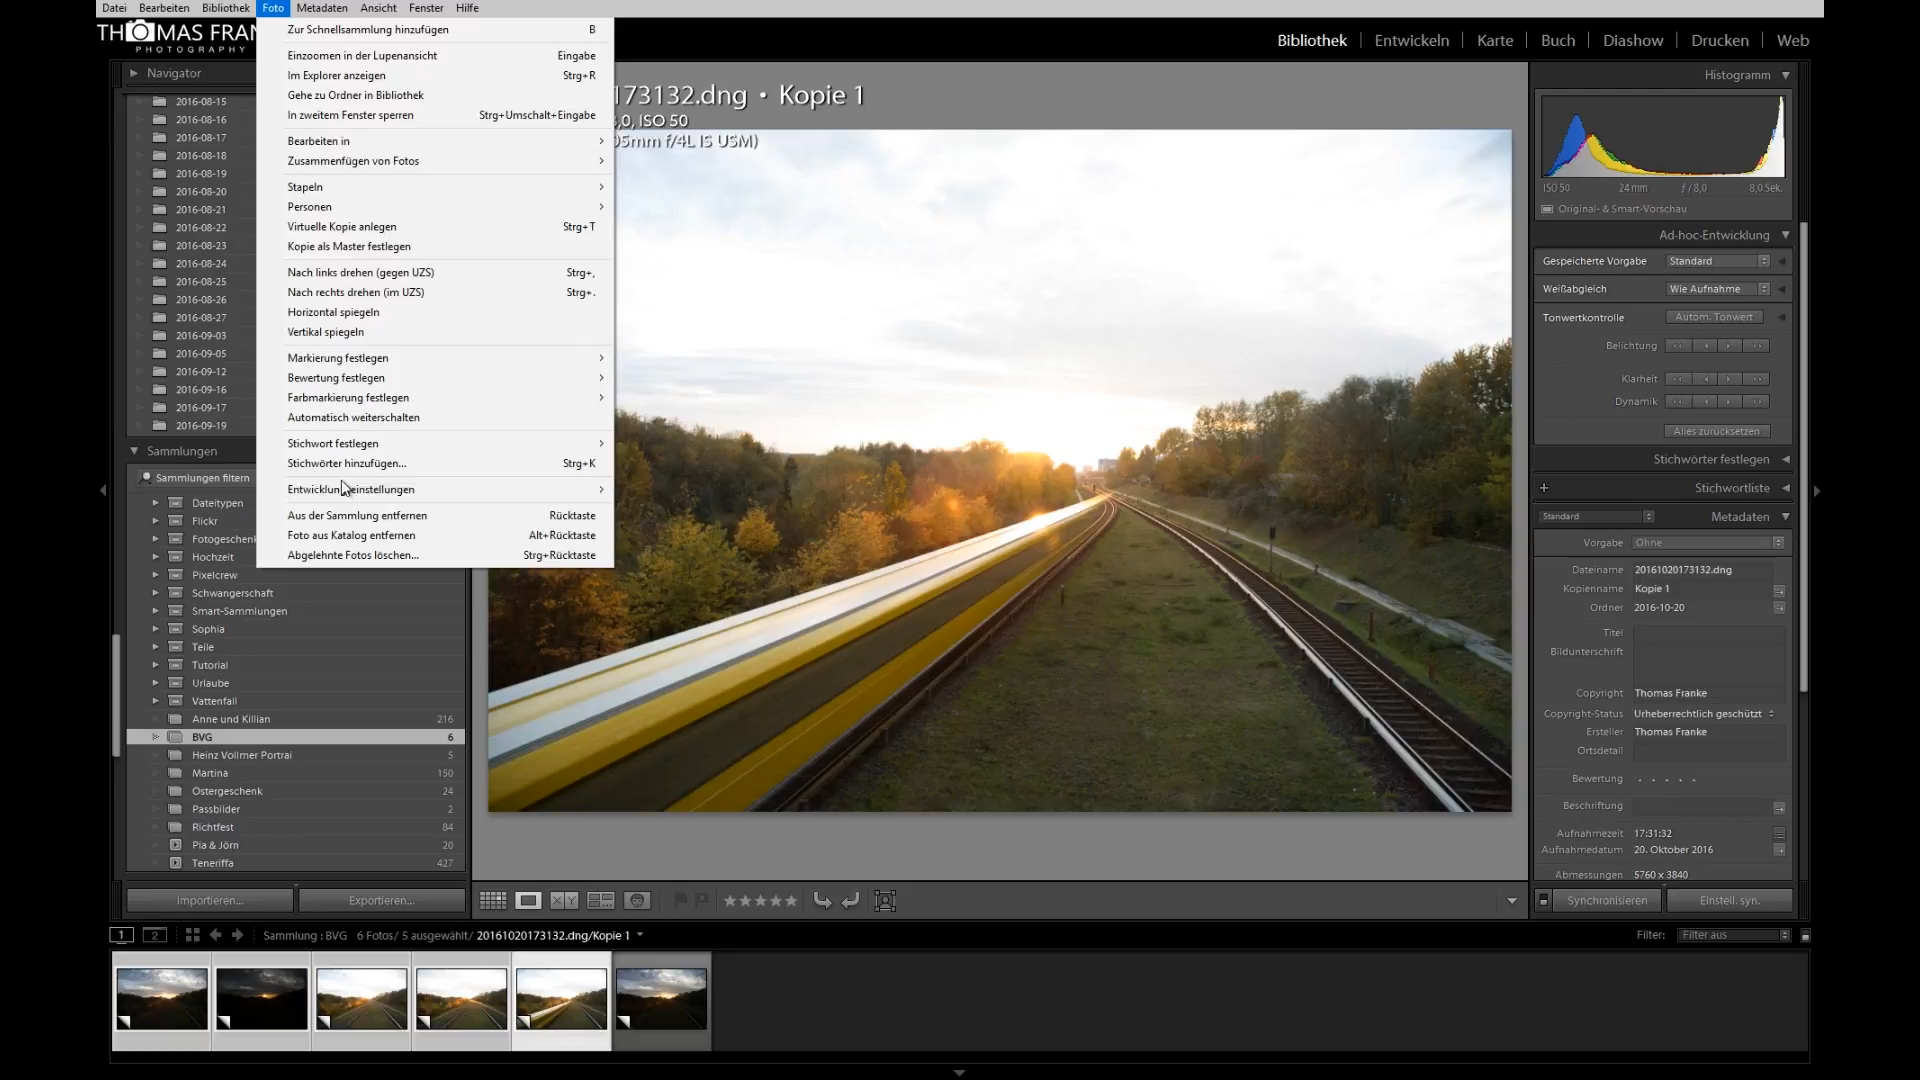 Datei Bearbeiten Bibliothek Foto Metadaten Ansicht Fenster Hilfe
THOMAS FRAN
PHOTOGRAPHY
Bibliothek | Entwickeln | Karte | Buch | Diashow | Drucken | Web
Zur Schnellsammlung hinzufügen B
Einzoomen in der Lupenansicht Eingabe
Im Explorer anzeigen Strg+R
Gehe zu Ordner in Bibliothek
In zweitem Fenster sperren Strg+Umschalt+Eingabe
Bearbeiten in
Zusammenfügen von Fotos
Stapeln
Personen
Virtuelle Kopie anlegen Strg+T
Kopie als Master festlegen
Nach links drehen (gegen UZS) Strg+,
Nach rechts drehen (im UZS) Strg+.
Horizontal spiegeln
Vertikal spiegeln
Markierung festlegen
Bewertung festlegen
Farbmarkierung festlegen
Automatisch weiterschalten
Stichwort festlegen
Stichwörter hinzufügen... Strg+K
Entwicklungseinstellungen
Aus der Sammlung entfernen Rücktaste
Foto aus Katalog entfernen Alt+Rücktaste
Abgelehnte Fotos löschen... Strg+Rücktaste
Navigator
2016-08-15
2016-08-16
2016-08-17
2016-08-18
2016-08-19
2016-08-20
2016-08-21
2016-08-22
2016-08-23
2016-08-24
2016-08-25
2016-08-26
2016-08-27
2016-09-03
2016-09-05
2016-09-12
2016-09-16
2016-09-17
2016-09-19
Sammlungen
Sammlungen filtern
Dateitypen
Flickr
Fotogeschenk
Hochzeit
Pixelcrew
Schwangerschaft
Smart-Sammlungen
Sophia
Teile
Tutorial
Urlaube
Vattenfall
Anne und Killian 216
BVG 6
Heinz Vollmer Portrai 5
Martina 150
Ostergeschenk 24
Passbilder 2
Richtfest 84
Pia & Jörn 20
Teneriffa 427
Importieren... Exportieren...
173132.dng • Kopie 1
8,0, ISO 50
05mm f/4L IS USM)
XY
Histogramm
ISO 50 24 mm f / 8,0 8,0 Sek.
Original- & Smart-Vorschau
Ad-hoc-Entwicklung
Gespeicherte Vorgabe Standard
Weißabgleich Wie Aufnahme
Tonwertkontrolle Autom. Tonwert
Belichtung
Klarheit
Dynamik
Alles zurücksetzen
Stichwörter festlegen
+ Stichwortliste
Standard Metadaten
Vorgabe Ohne
Dateiname 20161020173132.dng
Kopienname Kopie 1
Ordner 2016-10-20
Titel
Bildunterschrift
Copyright Thomas Franke
Copyright-Status Urheberrechtlich geschützt
Ersteller Thomas Franke
Ortsdetail
Bewertung . . . . .
Beschriftung
Aufnahmezeit 17:31:32
Aufnahmedatum 20. Oktober 2016
Abmessungen 5760 x 3840
Synchronisieren Einstell. syn.
1 2 Sammlung : BVG 6 Fotos/ 5 ausgewählt/ 20161020173132.dng/Kopie 1
Filter: Filter aus